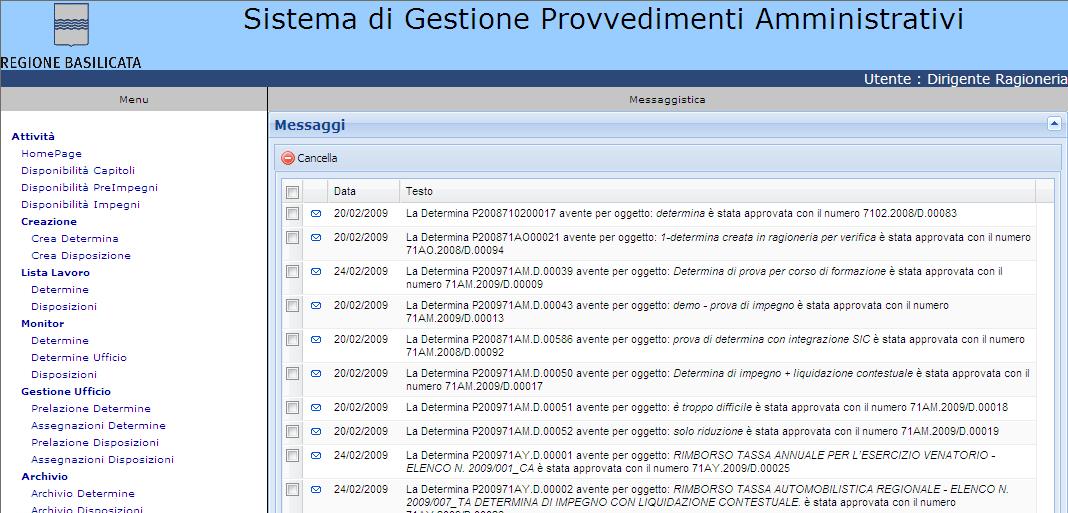 Sistema di Gestione Provvedimenti Amministrativi
REGIONE BASILICATA
Utente : Dirigente Ragioneria
Menu
Attività
HomePage
Disponibilità Capitoli
Disponibilità PreImpegni
Disponibilità Impegni
Creazione
Crea Determina
Crea Disposizione
Lista Lavoro
Determine
Disposizioni
Monitor
Determine
Determine Ufficio
Disposizioni
Gestione Ufficio
Prelazione Determine
Assegnazioni Determine
Prelazione Disposizioni
Assegnazioni Disposizioni
Archivio
Archivio Determine
Archivio Disposizioni
Messaggistica
Messaggi
Cancella
Data Testo
20/02/2009 La Determina P2008710200017 avente per oggetto: determina è stata approvata con il numero 7102.2008/D.00083
20/02/2009 La Determina P200871AO00021 avente per oggetto: 1-determina creata in ragioneria per verifica è stata approvata con il numero
71AO.2008/D.00094
24/02/2009 La Determina P200971AM.D.00039 avente per oggetto: Determina di prova per corso di formazione è stata approvata con il
numero 71AM.2009/D.00009
20/02/2009 La Determina P200971AM.D.00043 avente per oggetto: demo - prova di impegno è stata approvata con il numero
71AM.2009/D.00013
20/02/2009 La Determina P200871AM.D.00586 avente per oggetto: prova di determina con integrazione SIC è stata approvata con il numero
71AM.2008/D.00092
20/02/2009 La Determina P200971AM.D.00050 avente per oggetto: Determina di impegno + liquidazione contestuale è stata approvata con il
numero 71AM.2009/D.00017
20/02/2009 La Determina P200971AM.D.00051 avente per oggetto: è troppo difficile è stata approvata con il numero 71AM.2009/D.00018
20/02/2009 La Determina P200971AM.D.00052 avente per oggetto: solo riduzione è stata approvata con il numero 71AM.2009/D.00019
24/02/2009 La Determina P200971AY.D.00001 avente per oggetto: RIMBORSO TASSA ANNUALE PER L'ESERCIZIO VENATORIO -
ELENCO N. 2009/001_CA è stata approvata con il numero 71AY.2009/D.00025
24/02/2009 La Determina P200971AY.D.00002 avente per oggetto: RIMBORSO TASSA AUTOMOBILISTICA REGIONALE - ELENCO N.
2009/007_TA DETERMINA DI IMPEGNO CON LIQUIDAZIONE CONTESTUALE. è stata approvata con il numero